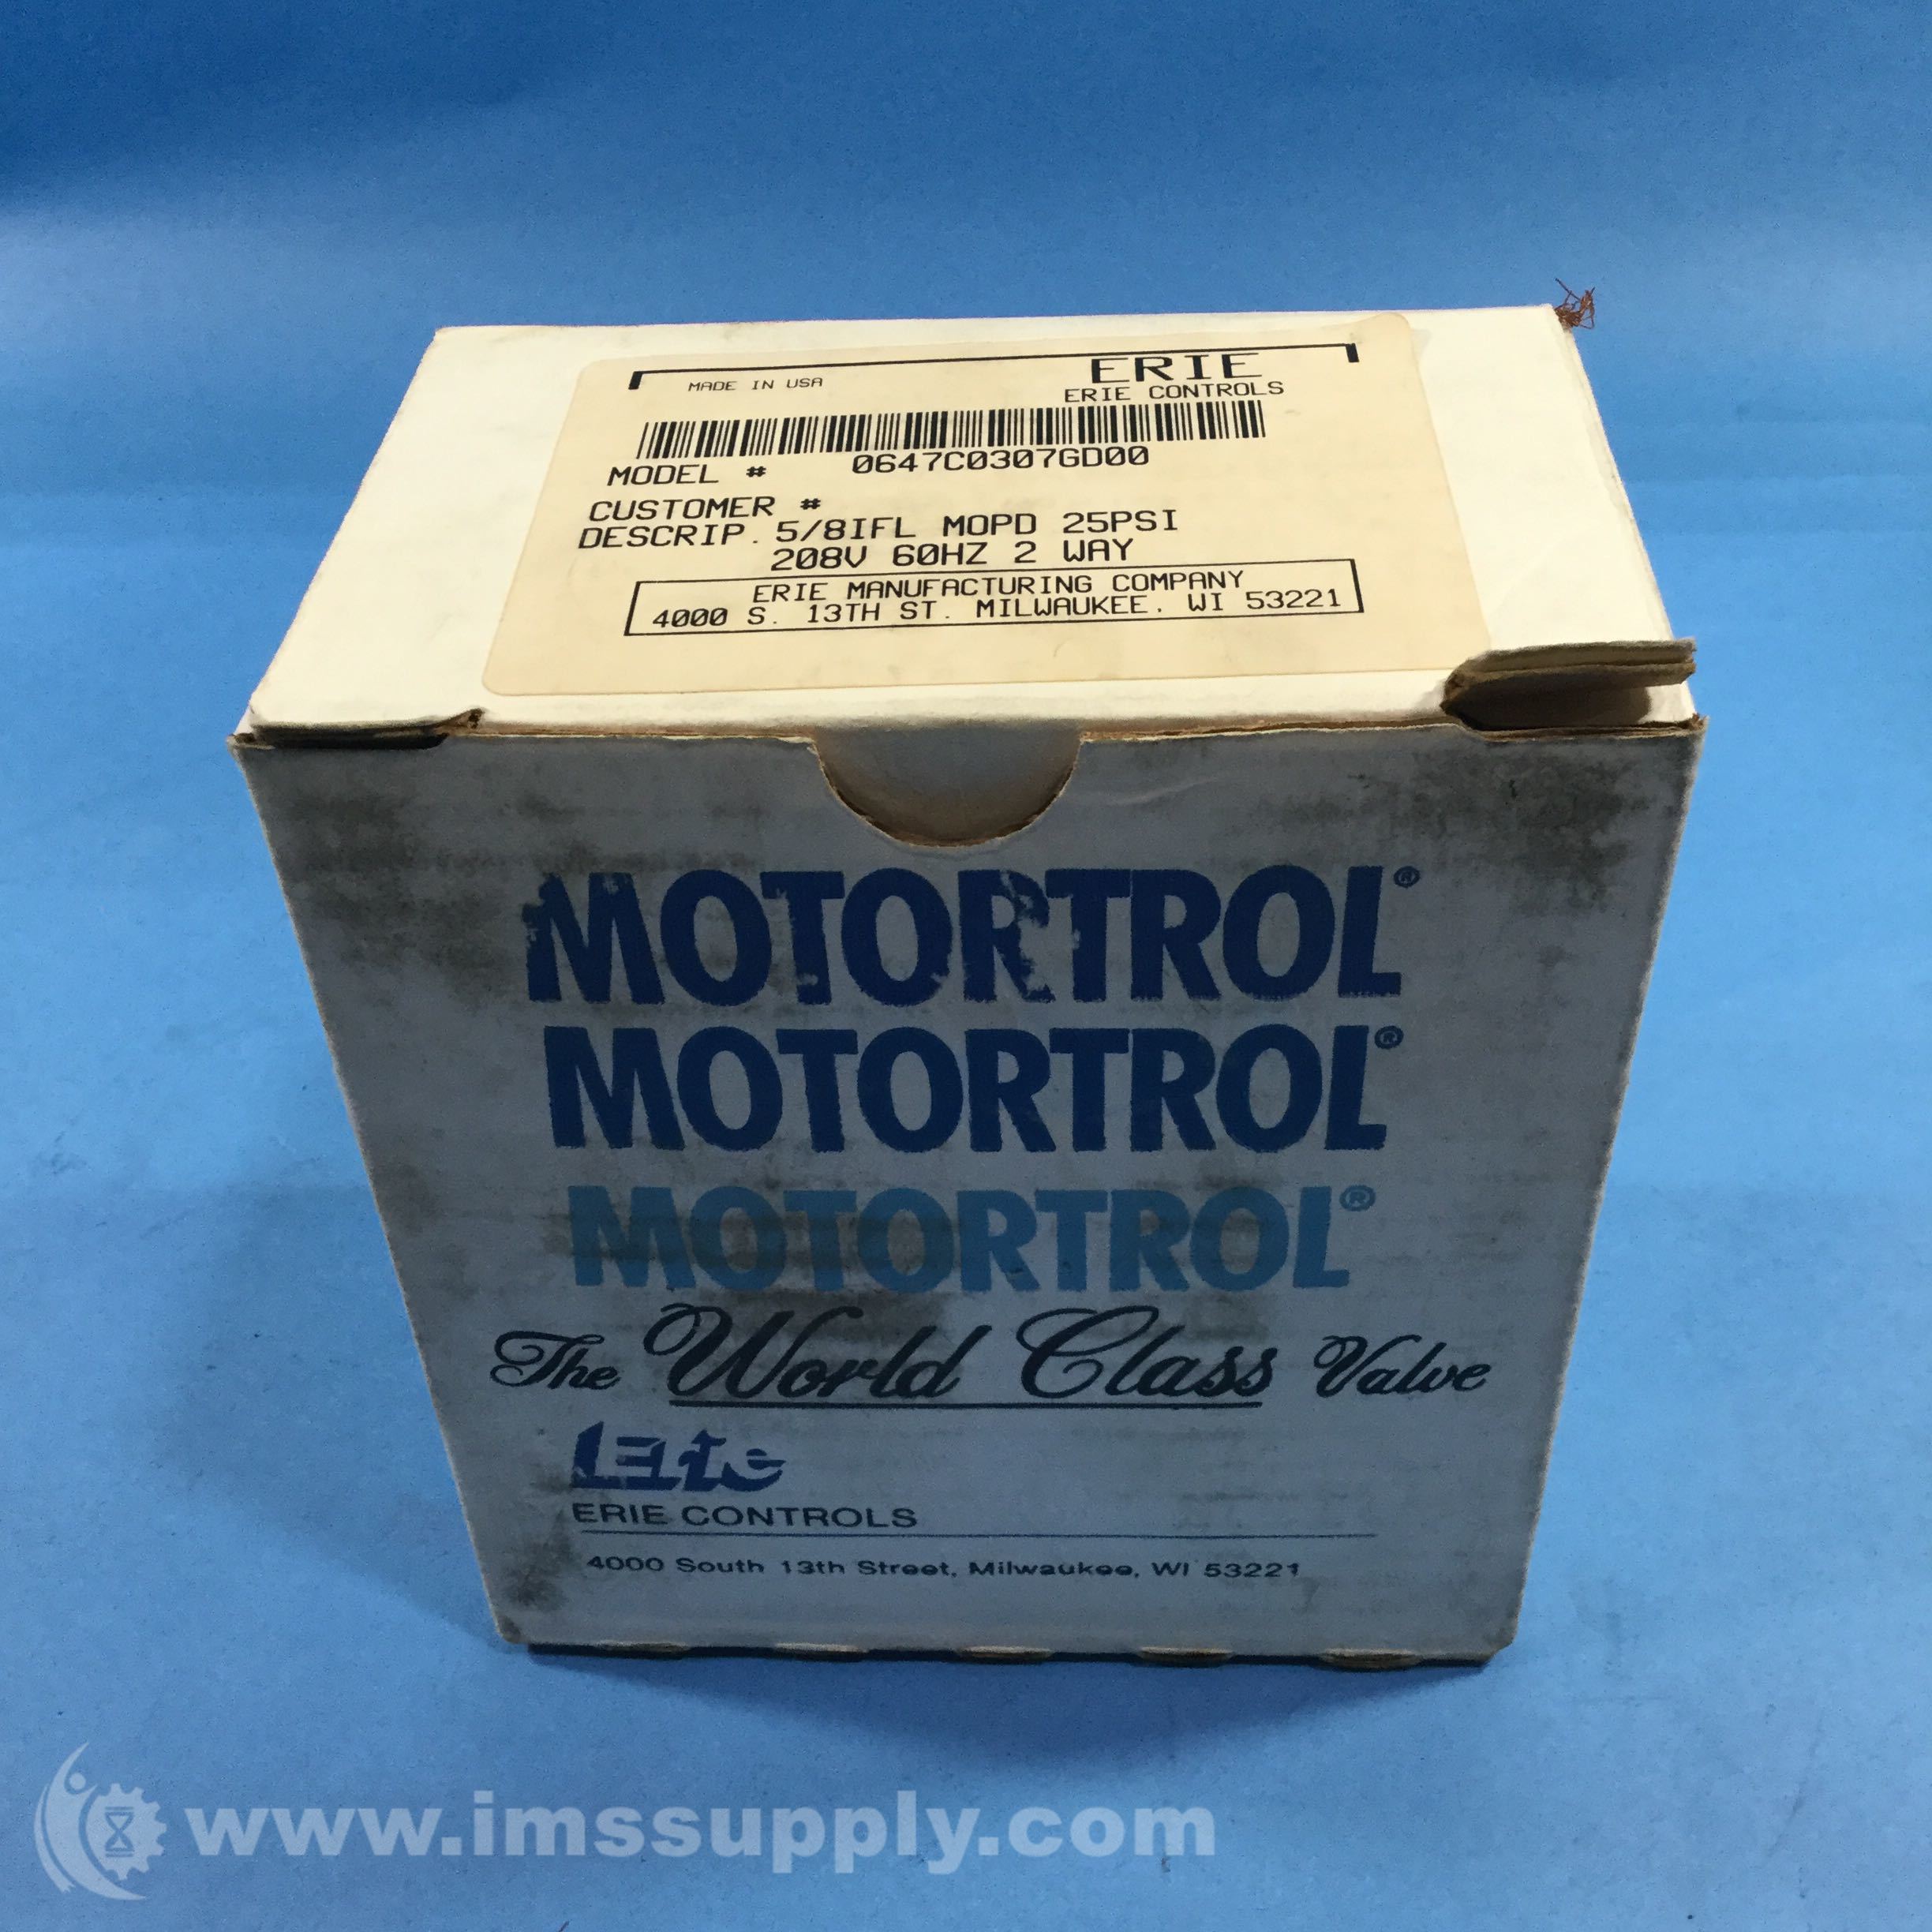 MADE IN USA
ERIE
ERIE CONTROLS
MODEL # 0647C0307GD00
CUSTOMER #
DESCRIP. 5/8IFL MOPD 25PSI
208V 60HZ 2 WAY
ERIE MANUFACTURING COMPANY
4000 S. 13TH ST. MILWAUKEE, WI 53221
MOTORTROL®
MOTORTROL®
MOTORTROL®
The World Class Valve
Erie
ERIE CONTROLS
4000 South 13th Street, Milwaukee, WI 53221
www.imssupply.com